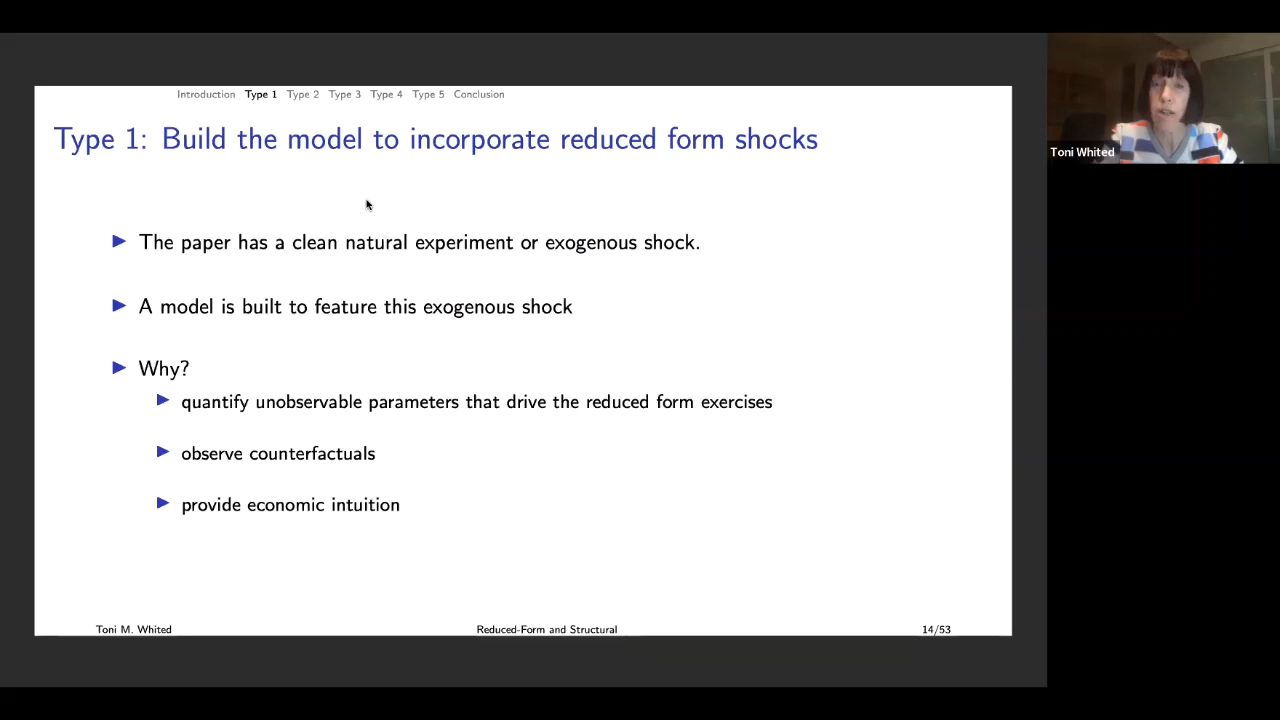 Introduction Type 1 Type 2 Type 3 Type 4 Type 5 Conclusion
Type 1: Build the model to incorporate reduced form shocks
The paper has a clean natural experiment or exogenous shock.
A model is built to feature this exogenous shock
Why?
quantify unobservable parameters that drive the reduced form exercises
observe counterfactuals
provide economic intuition
Toni M. Whited Reduced-Form and Structural 14/53
Toni Whited